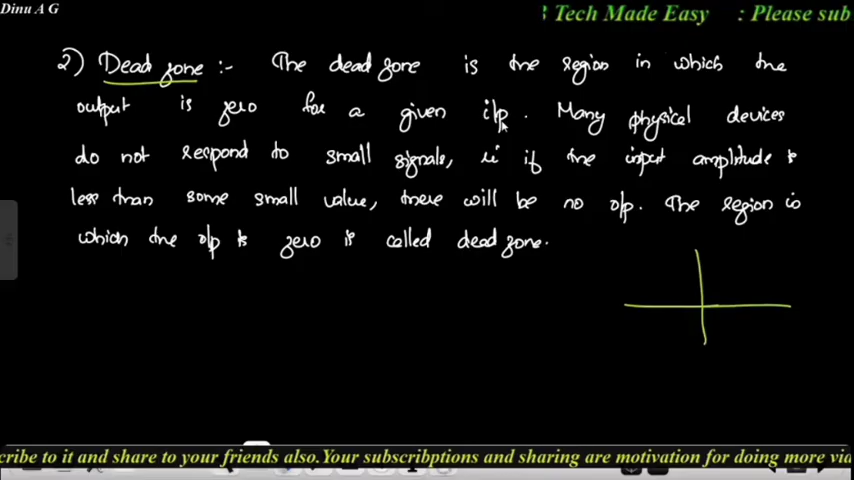 Dinu A G
: Tech Made Easy : Please sub
2) Dead zone :- The dead zone is the region in which the
output is zero for a given i/p. Many physical devices
do not respond to small signals, ie if the input amplitude is
less than some small value, there will be no o/p. The region in
which the o/p is zero is called dead zone.
cribe to it and share to your friends also.Your subscribptions and sharing are motivation for doing more vid